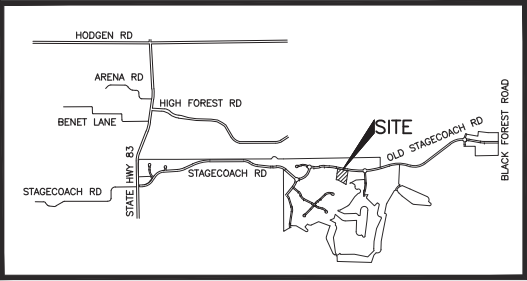 HODGEN RD
ARENA RD
HIGH FOREST RD
BENET LANE
SITE
OLD STAGECOACH RD
BLACK FOREST ROAD
STATE HWY 83
STAGECOACH RD
STAGECOACH RD